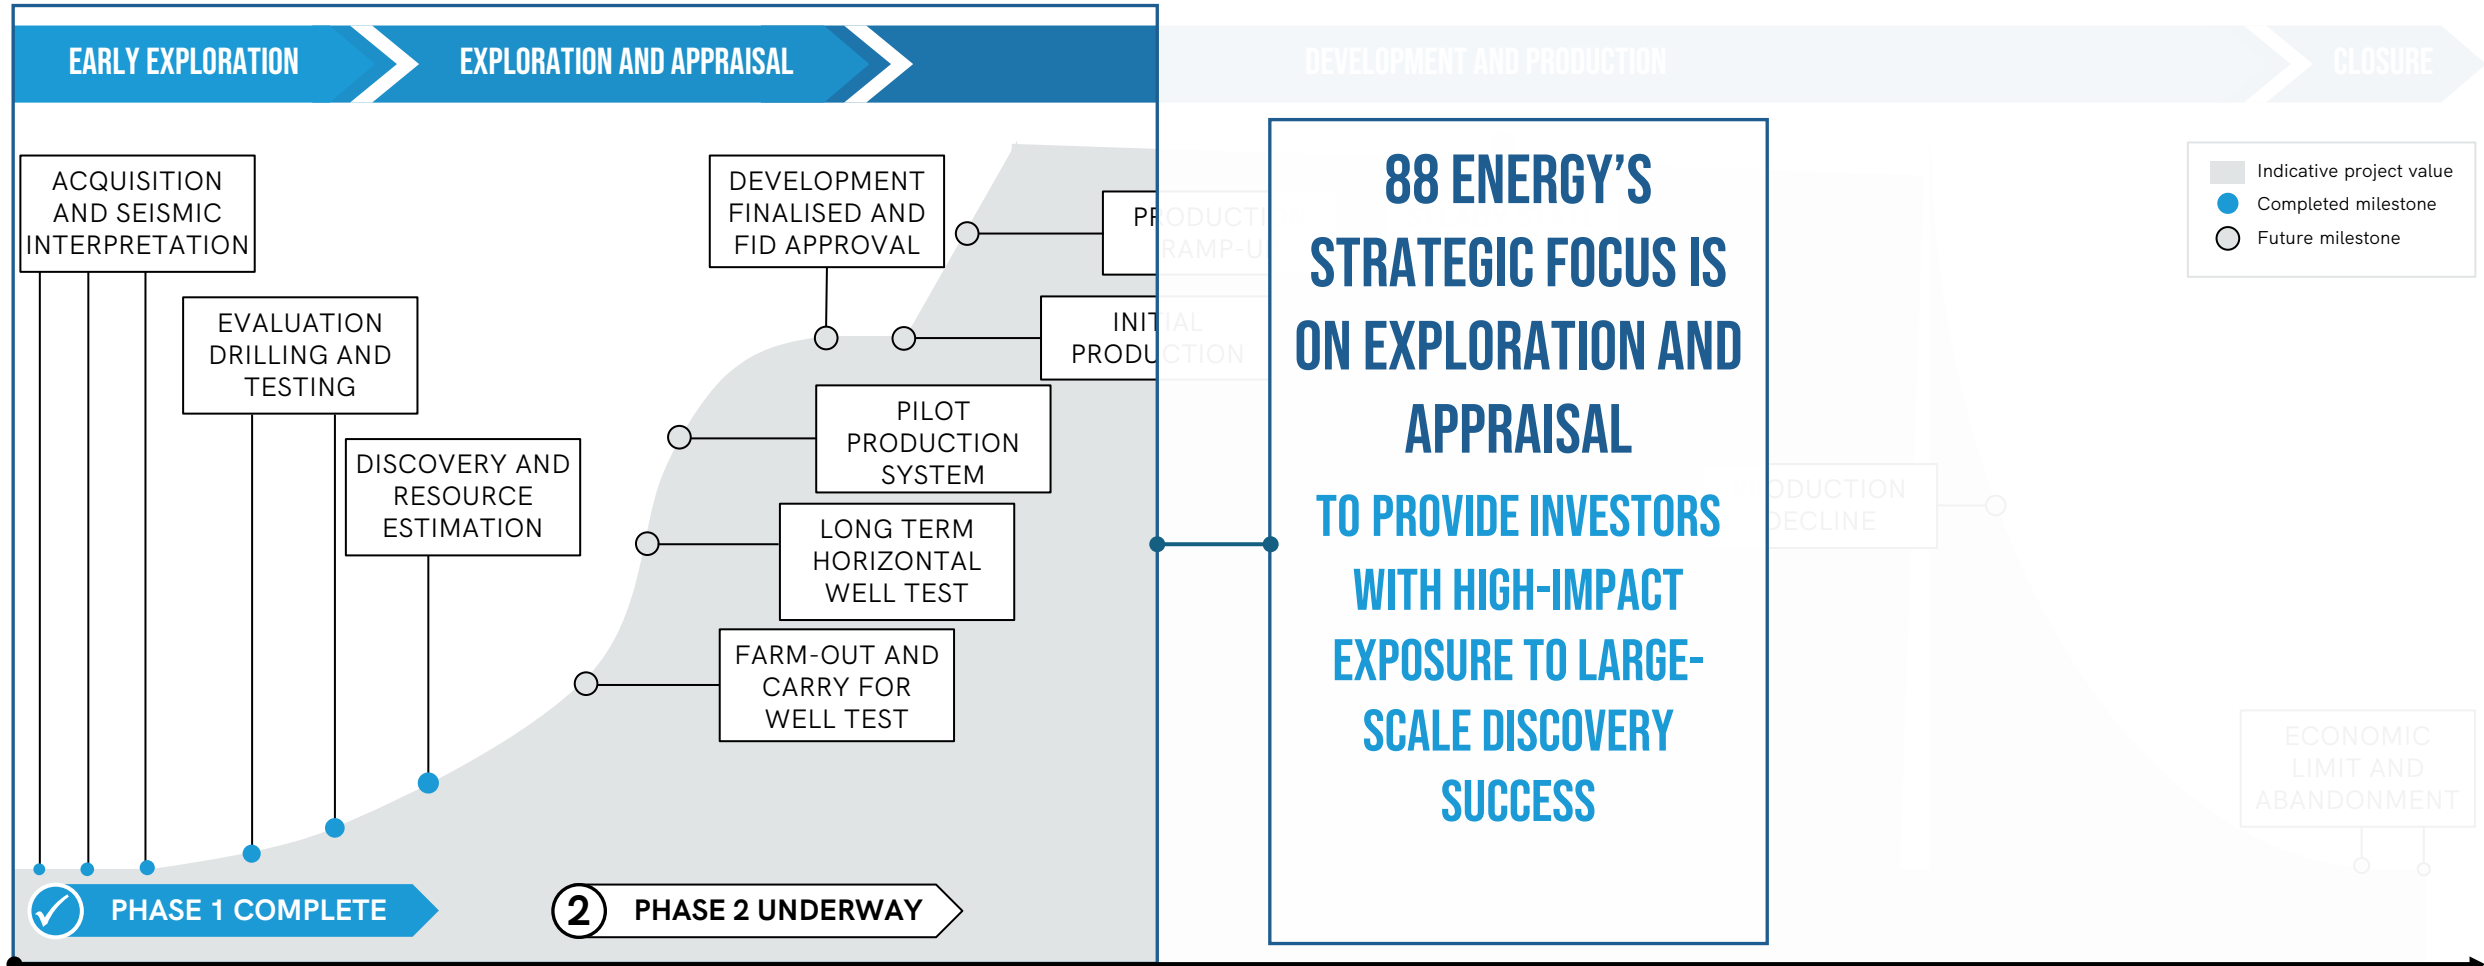 EARLY EXPLORATION
EXPLORATION AND APPRAISAL
DEVELOPMENT AND PRODUCTION
CLOSURE
ACQUISITION
AND SEISMIC
INTERPRETATION
EVALUATION
DRILLING AND
TESTING
DISCOVERY AND
RESOURCE
ESTIMATION
DEVELOPMENT
FINALISED AND
FID APPROVAL
PRODUCTION
RAMP-U
INITIAL
PRODUCTION
PILOT
PRODUCTION
SYSTEM
LONG TERM
HORIZONTAL
WELL TEST
FARM-OUT AND
CARRY FOR
WELL TEST
88 ENERGY'S
STRATEGIC FOCUS IS
ON EXPLORATION AND
APPRAISAL
TO PROVIDE INVESTORS
WITH HIGH-IMPACT
EXPOSURE TO LARGE-
SCALE DISCOVERY
SUCCESS
Indicative project value
Completed milestone
Future milestone
ODUCTION
DECLINE
ECONOMIC
LIMIT AND
ABANDONMENT
PHASE 1 COMPLETE
2 PHASE 2 UNDERWAY